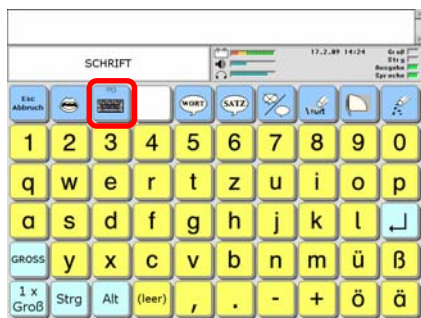 SCHRIFT
17.2.09 14:24
Groß
Strg
Ausgabe
Sprache
Esc Abbruch
WORT SATZ
1 2 3 4 5 6 7 8 9 0
q w e r t z u i o p
a s d f g h j k l
GROSS y x c v b n m ü ß
1 x Groß Strg Alt (leer) , . - + ö ä